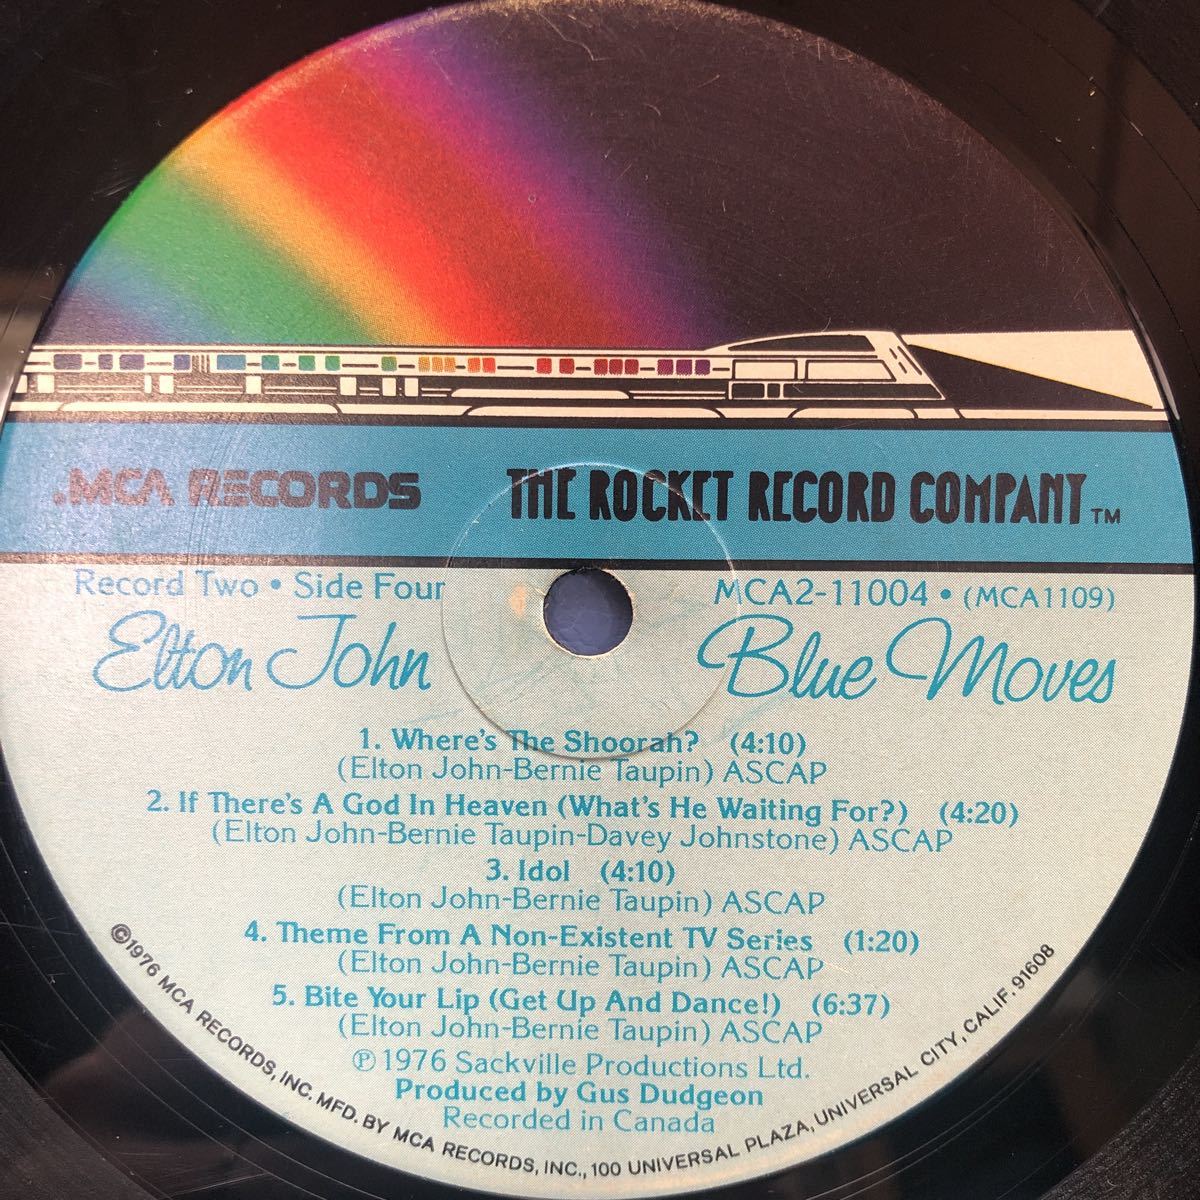 .MCA RECORDS THE ROCKET RECORD COMPANY™
Record Two • Side Four MCA2-11004 • (MCA1109)
Elton John Blue Moves
1. Where's The Shoorah? (4:10)
(Elton John-Bernie Taupin) ASCAP
2. If There's A God In Heaven (What's He Waiting For?) (4:20)
(Elton John-Bernie Taupin-Davey Johnstone) ASCAP
3. Idol (4:10)
(Elton John-Bernie Taupin) ASCAP
4. Theme From A Non-Existent TV Series (1:20)
(Elton John-Bernie Taupin) ASCAP
5. Bite Your Lip (Get Up And Dance!) (6:37)
(Elton John-Bernie Taupin) ASCAP
℗1976 Sackville Productions Ltd.
Produced by Gus Dudgeon
Recorded in Canada
©1976 MCA RECORDS, INC. MFD. BY MCA RECORDS, INC., 100 UNIVERSAL PLAZA, UNIVERSAL CITY, CALIF. 91608